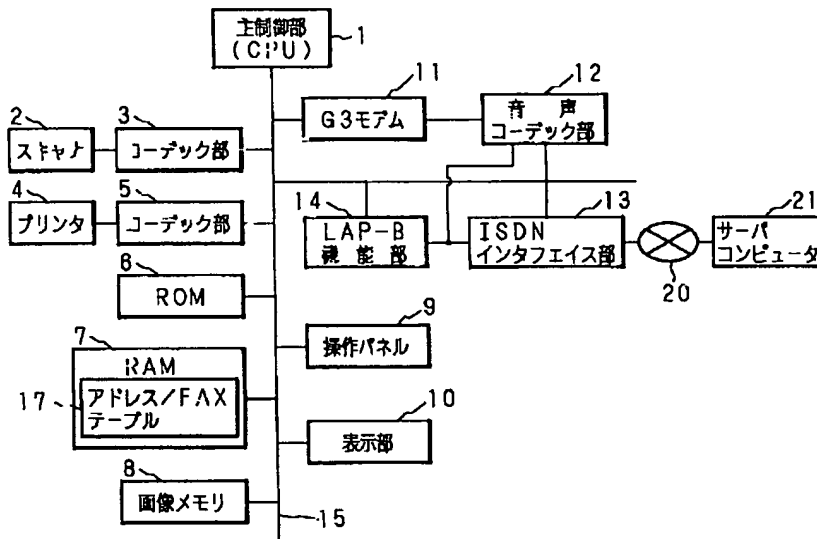 主制御部
(CPU)
1
11
12
G3モデム
音 声
コーデック部
2
スキャナ
3
コーデック部
4
プリンタ
5
コーデック部
14
LAP-B
機 能 部
13
ISDN
インタフェイス部
20
21
サーバ
コンピュータ
6
ROM
9
操作パネル
7
RAM
17
アドレス/FAX
テーブル
10
表示部
8
画像メモリ
15